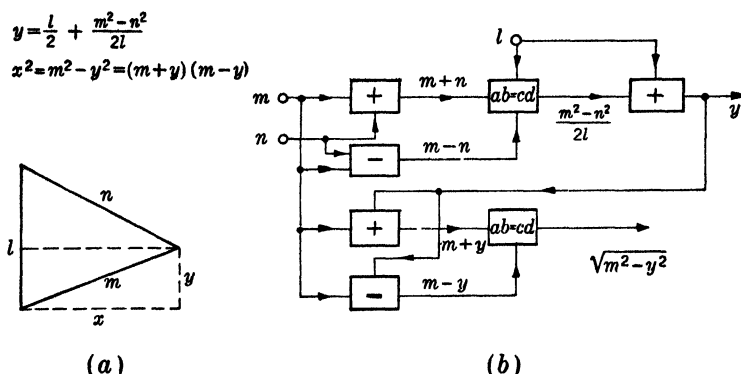 y = l/2 + (m² − n²)/2l
x² = m² − y² = (m + y) (m − y)
n
l
m
y
x
(a)
l
m
m + n
+
ab = cd
+
(m² − n²)/2l
y
n
−
m − n
+
m + y
ab = cd
√(m² − y²)
−
m − y
(b)